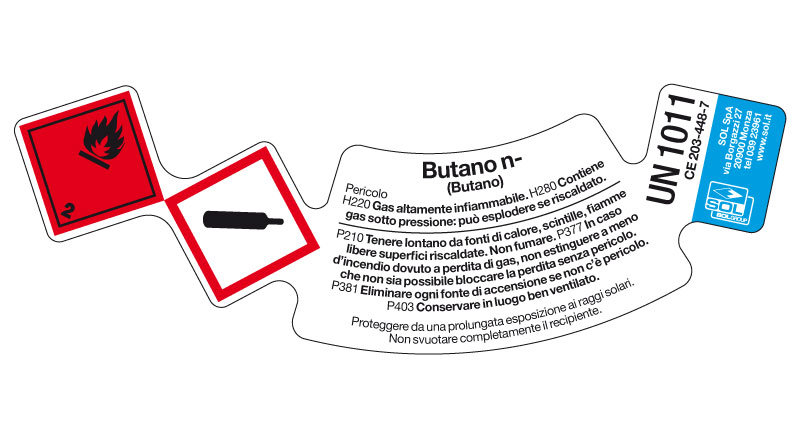 2
Butano n-
(Butano)
Pericolo
H220 Gas altamente infiammabile. H280 Contiene
gas sotto pressione: può esplodere se riscaldato.
P210 Tenere lontano da fonti di calore, scintille, fiamme
libere superfici riscaldate. Non fumare. P377 In caso
d'incendio dovuto a perdita di gas, non estinguere a meno
che non sia possibile bloccare la perdita senza pericolo.
P381 Eliminare ogni fonte di accensione se non c'è pericolo.
P403 Conservare in luogo ben ventilato.
Proteggere da una prolungata esposizione ai raggi solari.
Non svuotare completamente il recipiente.
UN 1011
CE 203-448-7
SOL SpA
via Borgazzi 27
20900 Monza
tel 039 23961
www.sol.it
SOL
SOLGROUP